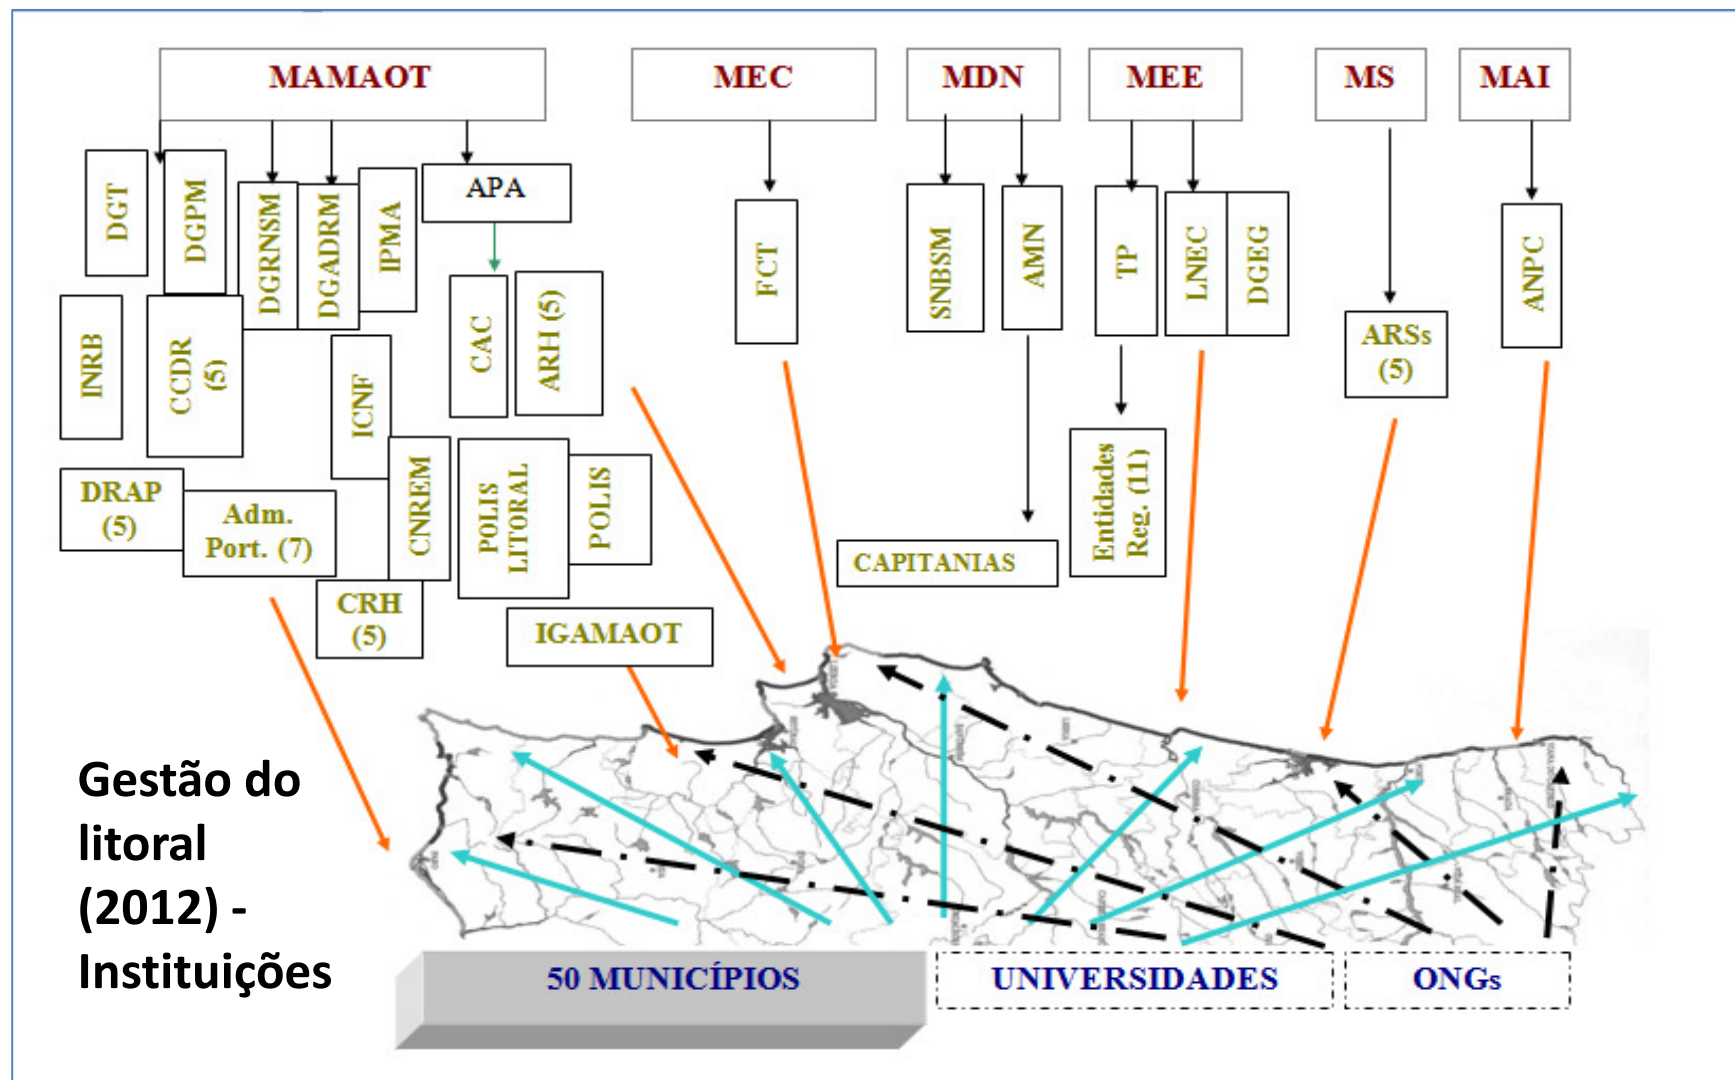 MAMAOT
MEC
MDN
MEE
MS
MAI
DGT
DGPM
DGRNSM
DGADRM
IPMA
APA
FCT
SNBSM
AMN
TP
LNEC
DGEG
ANPC
INRB
CCDR
(5)
ICNF
CAC
ARH (5)
ARSs
(5)
DRAP
(5)
Adm.
Port. (7)
CNREM
POLIS
LITORAL
POLIS
CAPITANIAS
Entidades
Reg. (11)
CRH
(5)
IGAMAOT
Gestão do
litoral
(2012) -
Instituições
50 MUNICÍPIOS
UNIVERSIDADES
ONGs